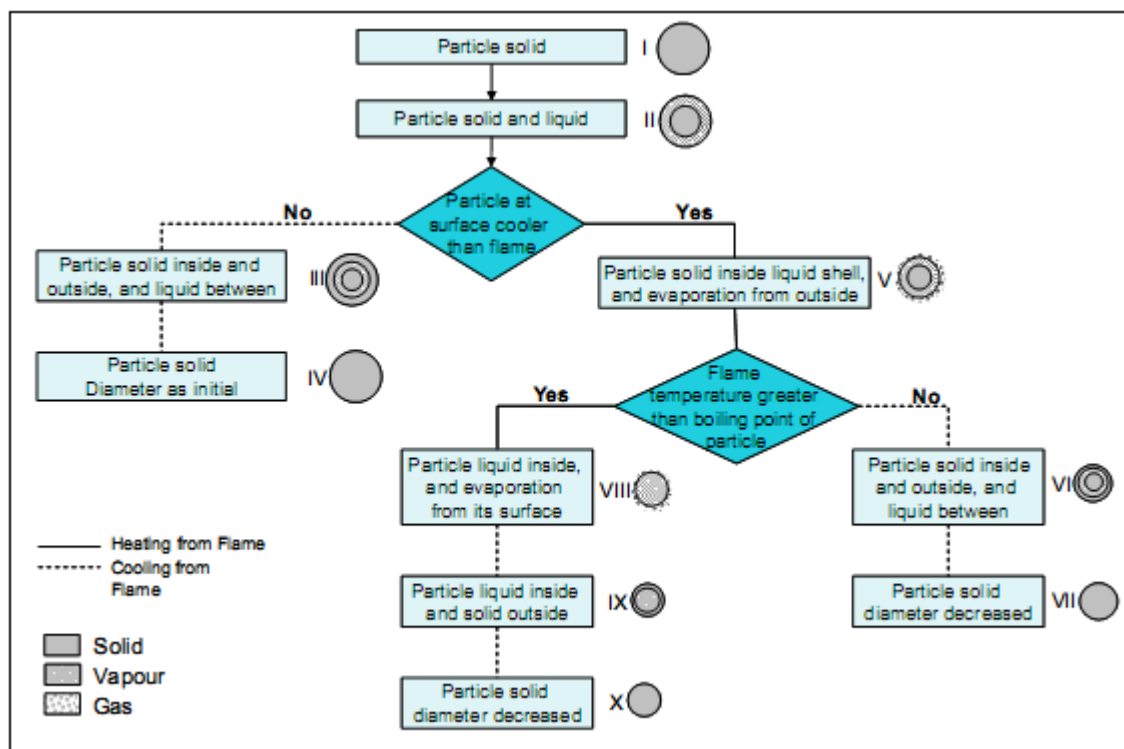 Particle solid
I
Particle solid and liquid
II
Particle at
surface cooler
than flame
No
Yes
Particle solid inside and
outside, and liquid between
III
Particle solid inside liquid shell,
and evaporation from outside
V
Particle solid
Diameter as initial
IV
Flame
temperature greater
than boiling point of
particle
Yes
No
Particle liquid inside,
and evaporation
from its surface
VIII
Particle solid inside
and outside, and
liquid between
VI
Heating from Flame
Cooling from
Flame
Particle liquid inside
and solid outside
IX
Particle solid
diameter decreased
VII
Solid
Vapour
Gas
Particle solid
diameter decreased
X